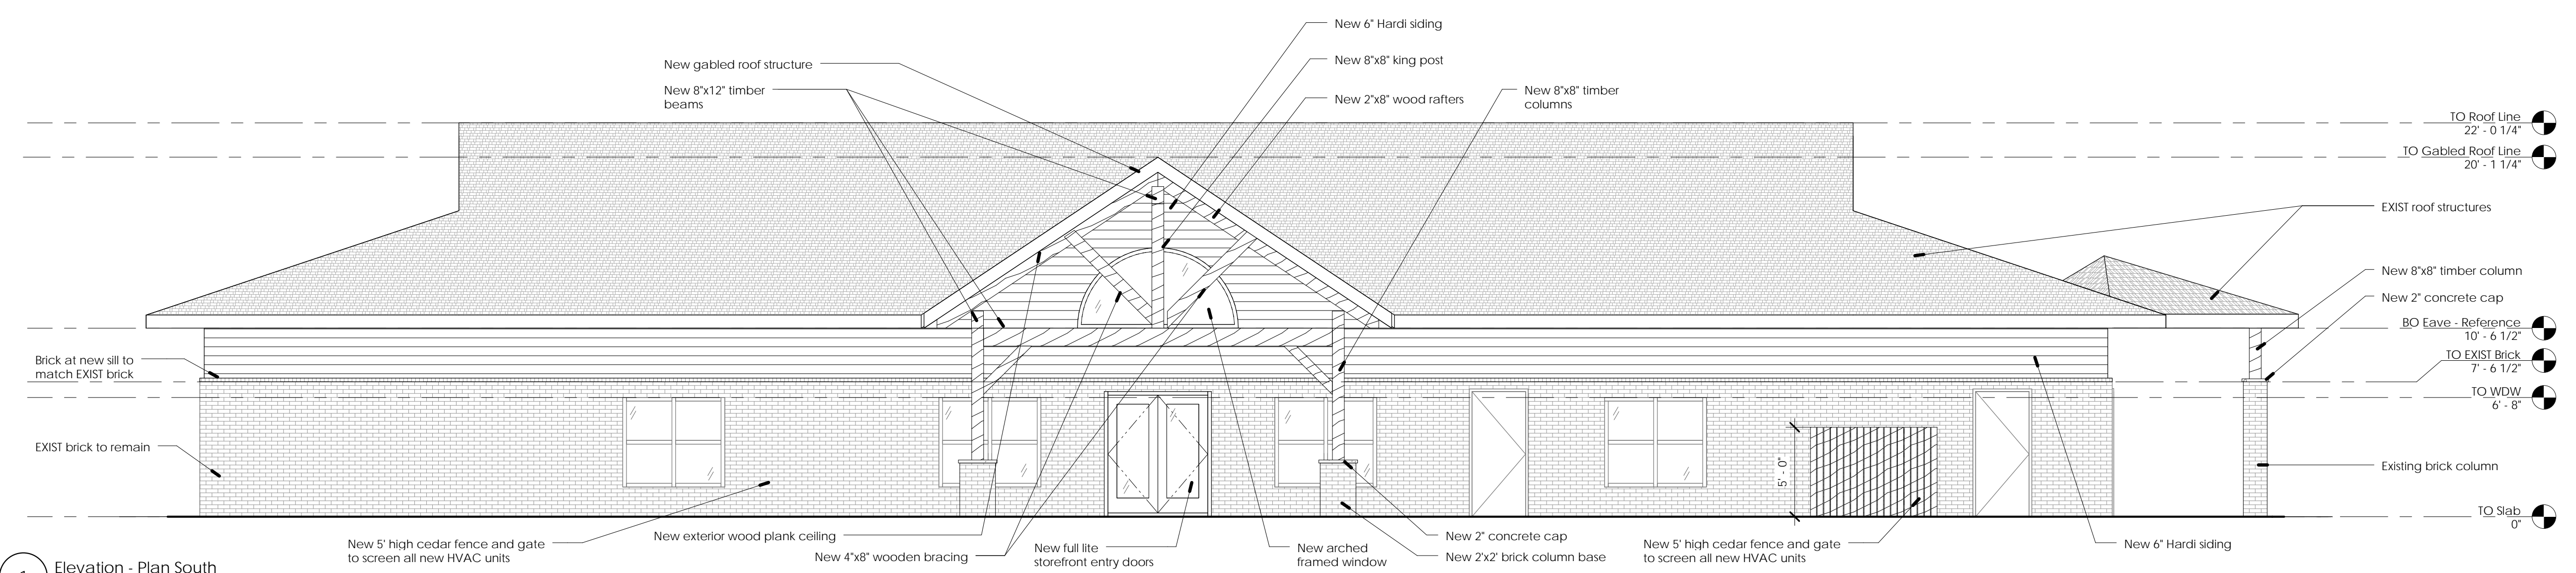 New 6" Hardi siding
New gabled roof structure
New 8"x8" king post
New 8"x12" timber
beams
New 2"x8" wood rafters
New 8"x8" timber
columns
TO Roof Line
22' - 0 1/4"
TO Gabled Roof Line
20' - 1 1/4"
EXIST roof structures
New 8"x8" timber column
New 2" concrete cap
BO Eave - Reference
10' - 6 1/2"
Brick at new sill to
match EXIST brick
TO EXIST Brick
7' - 6 1/2"
TO WDW
6' - 8"
EXIST brick to remain
5' - 0"
Existing brick column
TO Slab
0"
New 5' high cedar fence and gate
to screen all new HVAC units
New exterior wood plank ceiling
New 4"x8" wooden bracing
New full lite
storefront entry doors
New arched
framed window
New 2" concrete cap
New 2'x2' brick column base
New 5' high cedar fence and gate
to screen all new HVAC units
New 6" Hardi siding
Elevation - Plan South